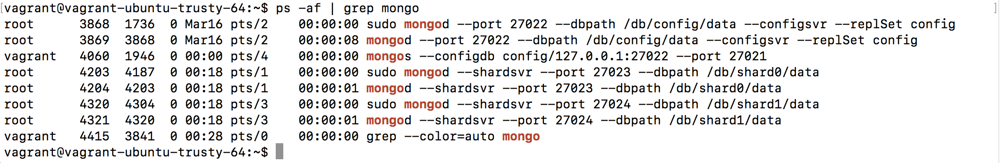 [vagrant@vagrant-ubuntu-trusty-64:~$ ps -af | grep mongo ]
root      3868  1736  0 Mar16 pts/2    00:00:00 sudo mongod --port 27022 --dbpath /db/config/data --configsvr --replSet config
root      3869  3868  0 Mar16 pts/2    00:00:08 mongod --port 27022 --dbpath /db/config/data --configsvr --replSet config
vagrant   4060  1946  0 00:00 pts/4    00:00:00 mongos --configdb config/127.0.0.1:27022 --port 27021
root      4203  4187  0 00:18 pts/1    00:00:00 sudo mongod --shardsvr --port 27023 --dbpath /db/shard0/data
root      4204  4203  0 00:18 pts/1    00:00:01 mongod --shardsvr --port 27023 --dbpath /db/shard0/data
root      4320  4304  0 00:18 pts/3    00:00:00 sudo mongod --shardsvr --port 27024 --dbpath /db/shard1/data
root      4321  4320  0 00:18 pts/3    00:00:01 mongod --shardsvr --port 27024 --dbpath /db/shard1/data
vagrant   4415  3841  0 00:28 pts/0    00:00:00 grep --color=auto mongo
vagrant@vagrant-ubuntu-trusty-64:~$